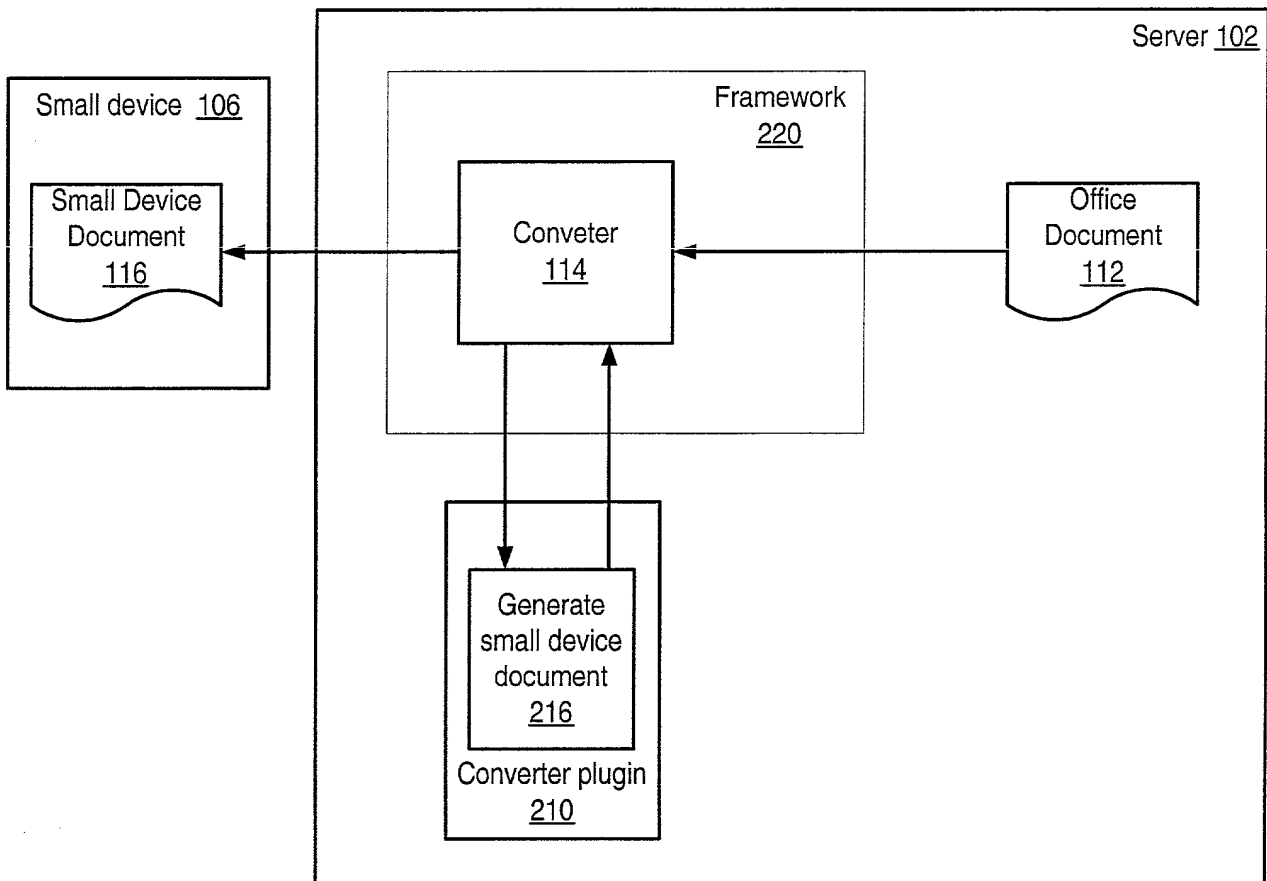 Server 102
Small device 106
Framework
220
Small Device
Document
116
Conveter
114
Office
Document
112
Generate
small device
document
216
Converter plugin
210